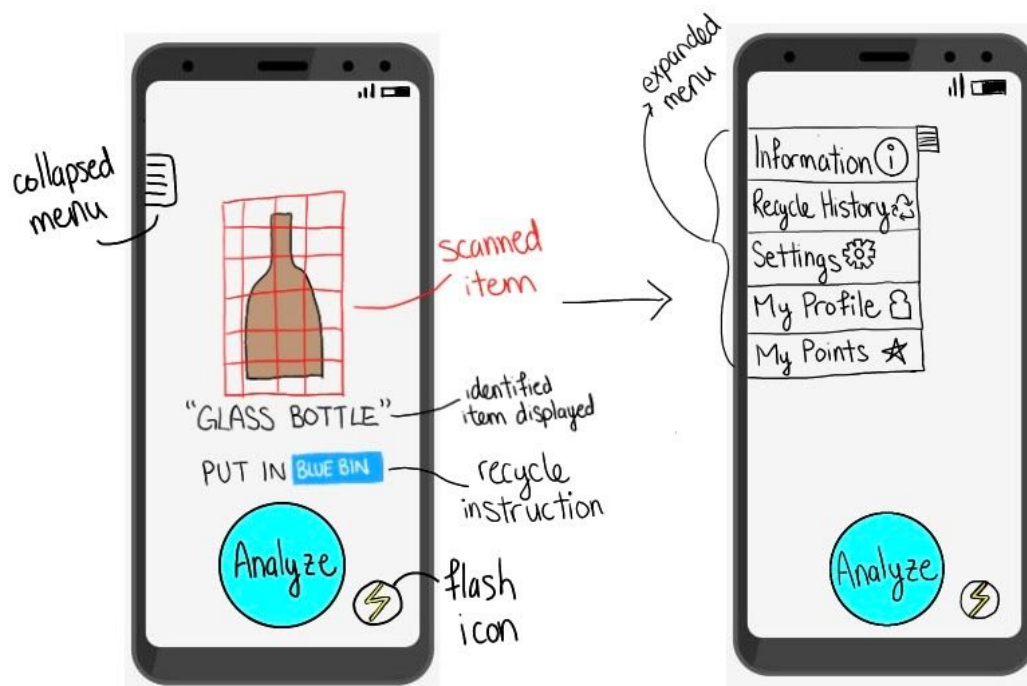 collapsed
menu
scanned
item
"GLASS BOTTLE"
identified
item displayed
PUT IN BLUE BIN
recycle
instruction
Analyze
flash
icon
expanded
menu
Information i
Recycle History
Settings
My Profile
My Points
Analyze